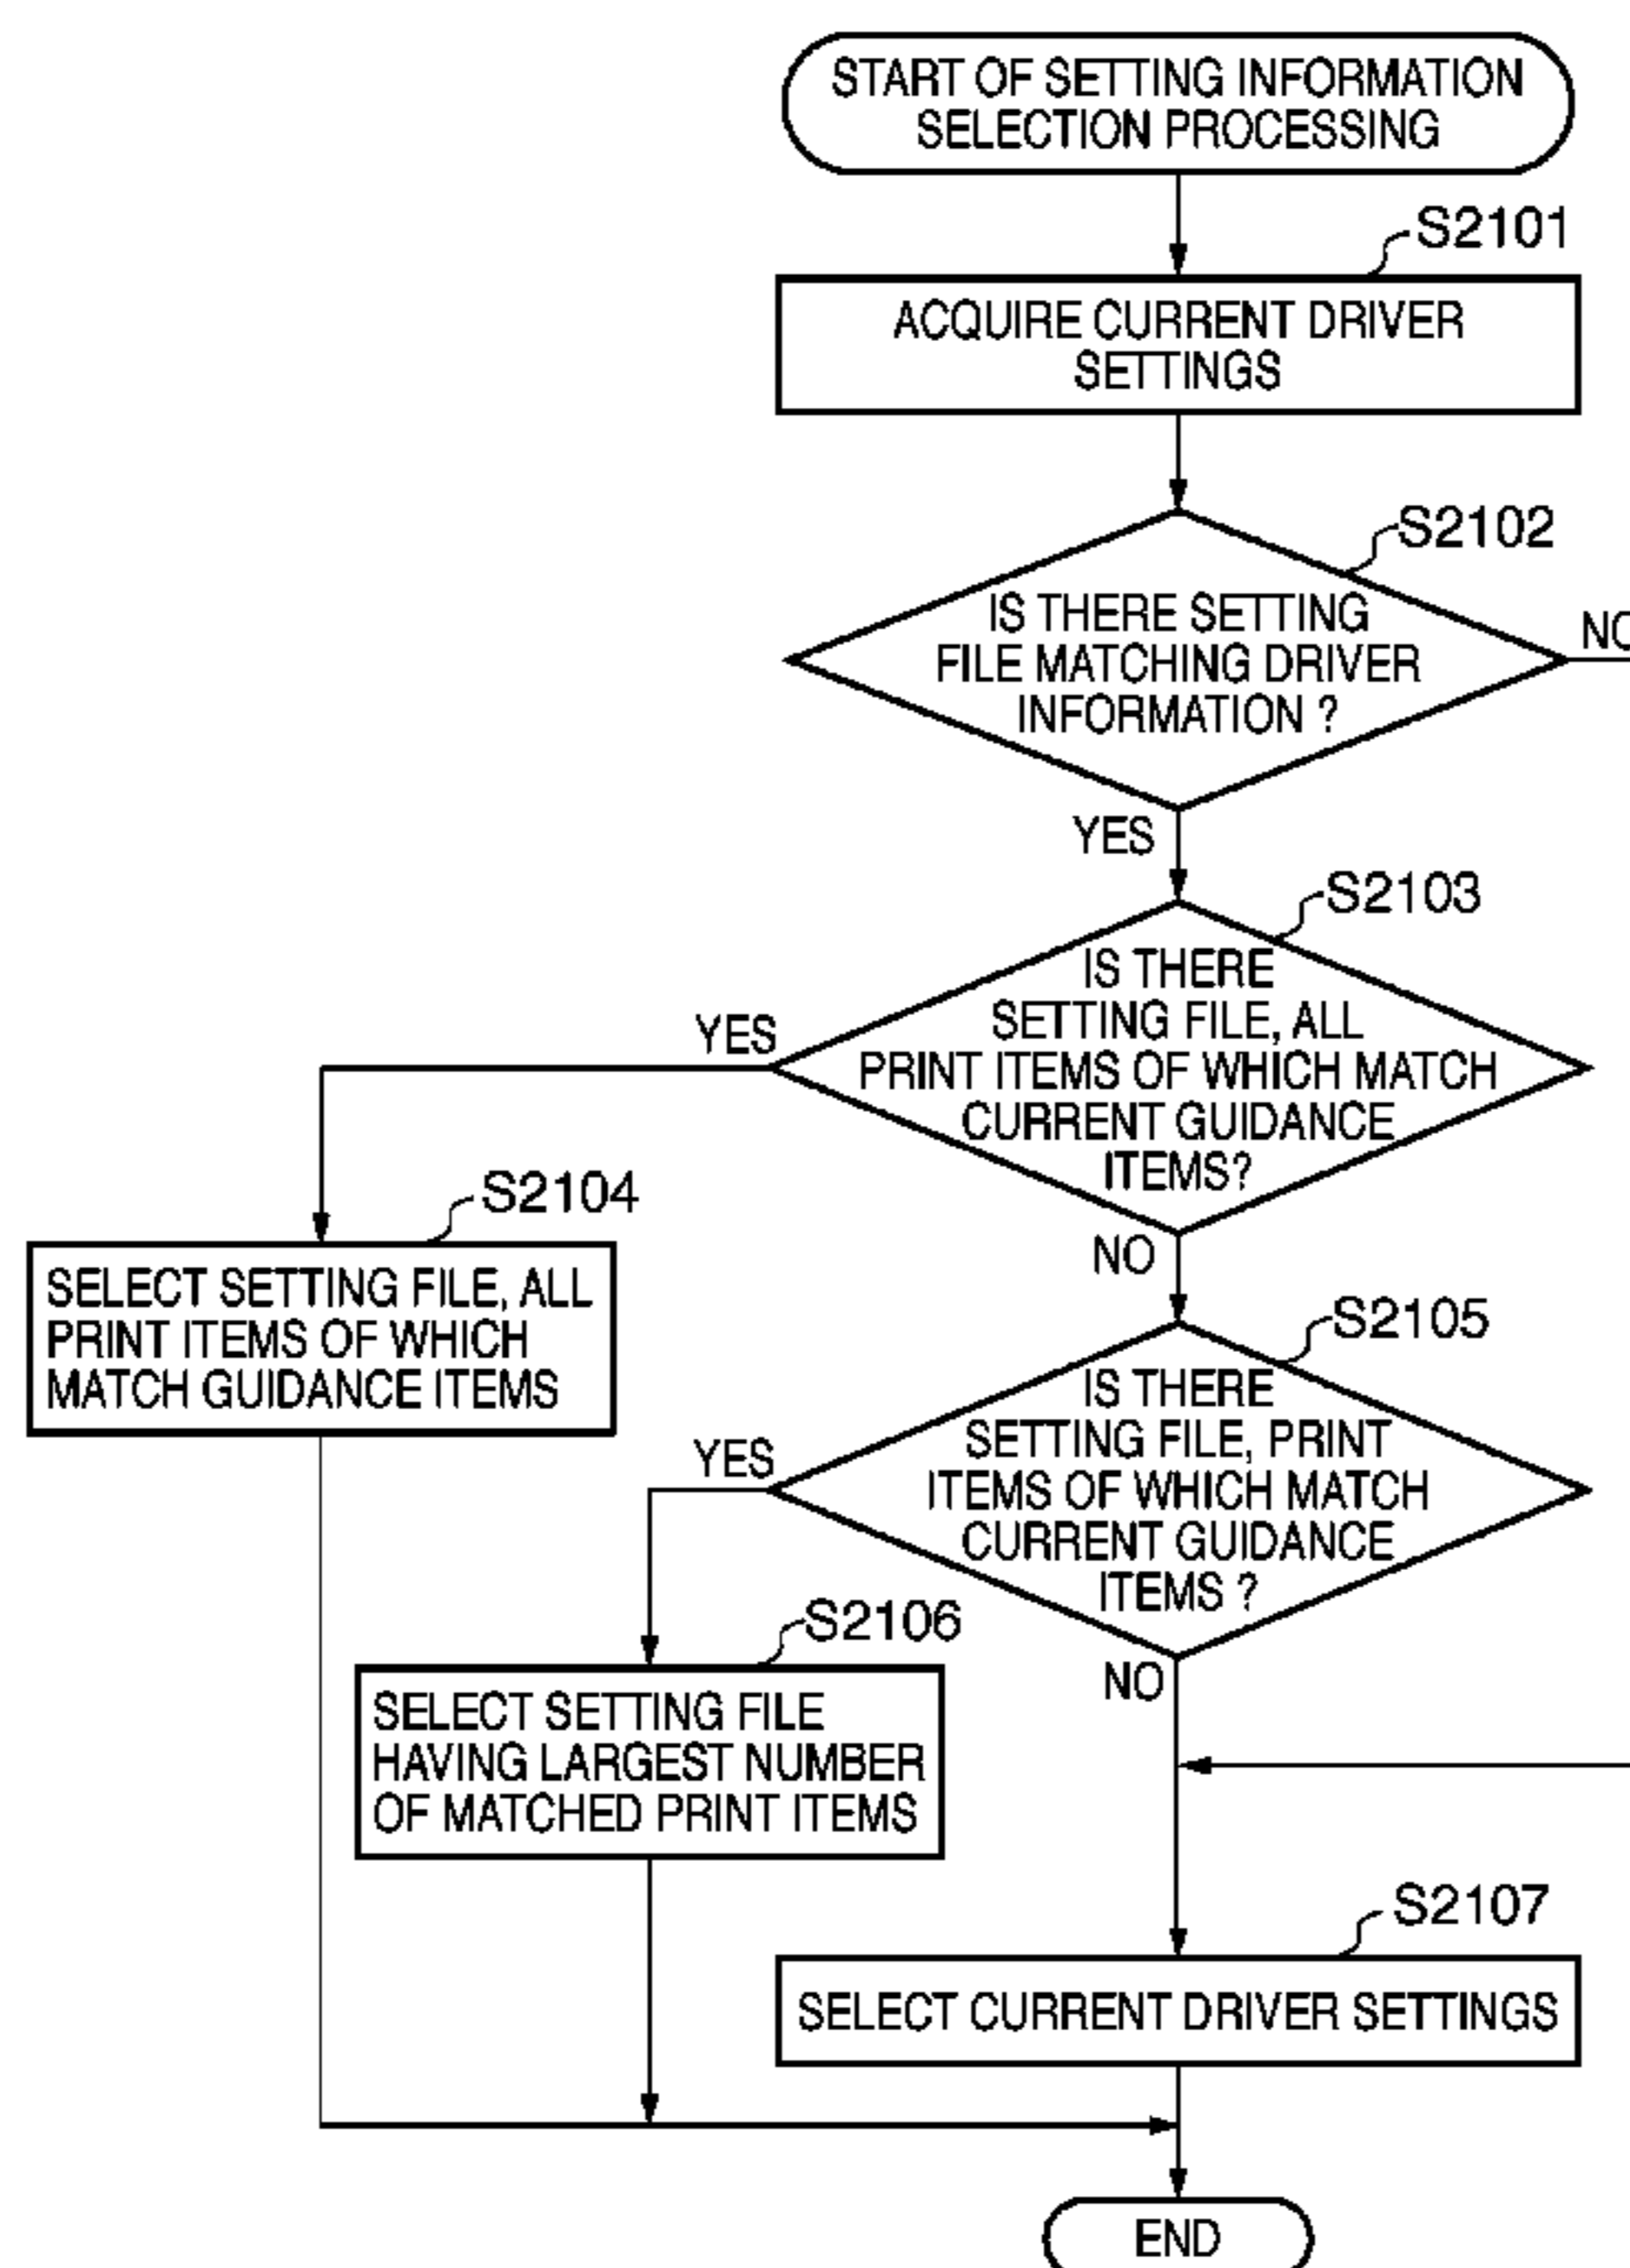 START OF SETTING INFORMATION
SELECTION PROCESSING
S2101
ACQUIRE CURRENT DRIVER
SETTINGS
S2102
IS THERE SETTING
FILE MATCHING DRIVER
INFORMATION ?
NO
YES
S2103
IS THERE
SETTING FILE, ALL
PRINT ITEMS OF WHICH MATCH
CURRENT GUIDANCE
ITEMS?
YES
NO
S2104
SELECT SETTING FILE, ALL
PRINT ITEMS OF WHICH
MATCH GUIDANCE ITEMS
S2105
IS THERE
SETTING FILE, PRINT
ITEMS OF WHICH MATCH
CURRENT GUIDANCE
ITEMS ?
YES
NO
S2106
SELECT SETTING FILE
HAVING LARGEST NUMBER
OF MATCHED PRINT ITEMS
S2107
SELECT CURRENT DRIVER SETTINGS
END